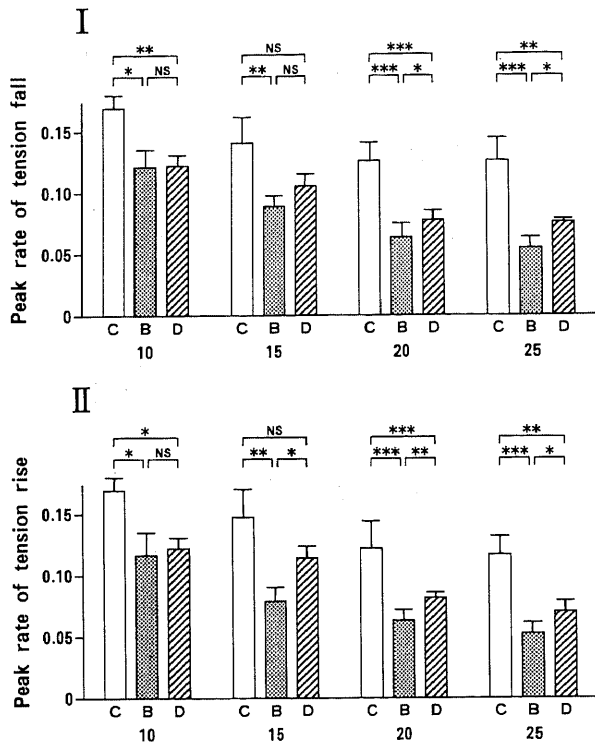 I
** NS *** **
* NS ** NS *** * *** *
Peak rate of tension fall
0.15
0.10
0.05
0
C B D C B D C B D C B D
10 15 20 25
II
* NS *** **
* NS ** * *** ** *** *
Peak rate of tension rise
0.15
0.10
0.05
0
C B D C B D C B D C B D
10 15 20 25